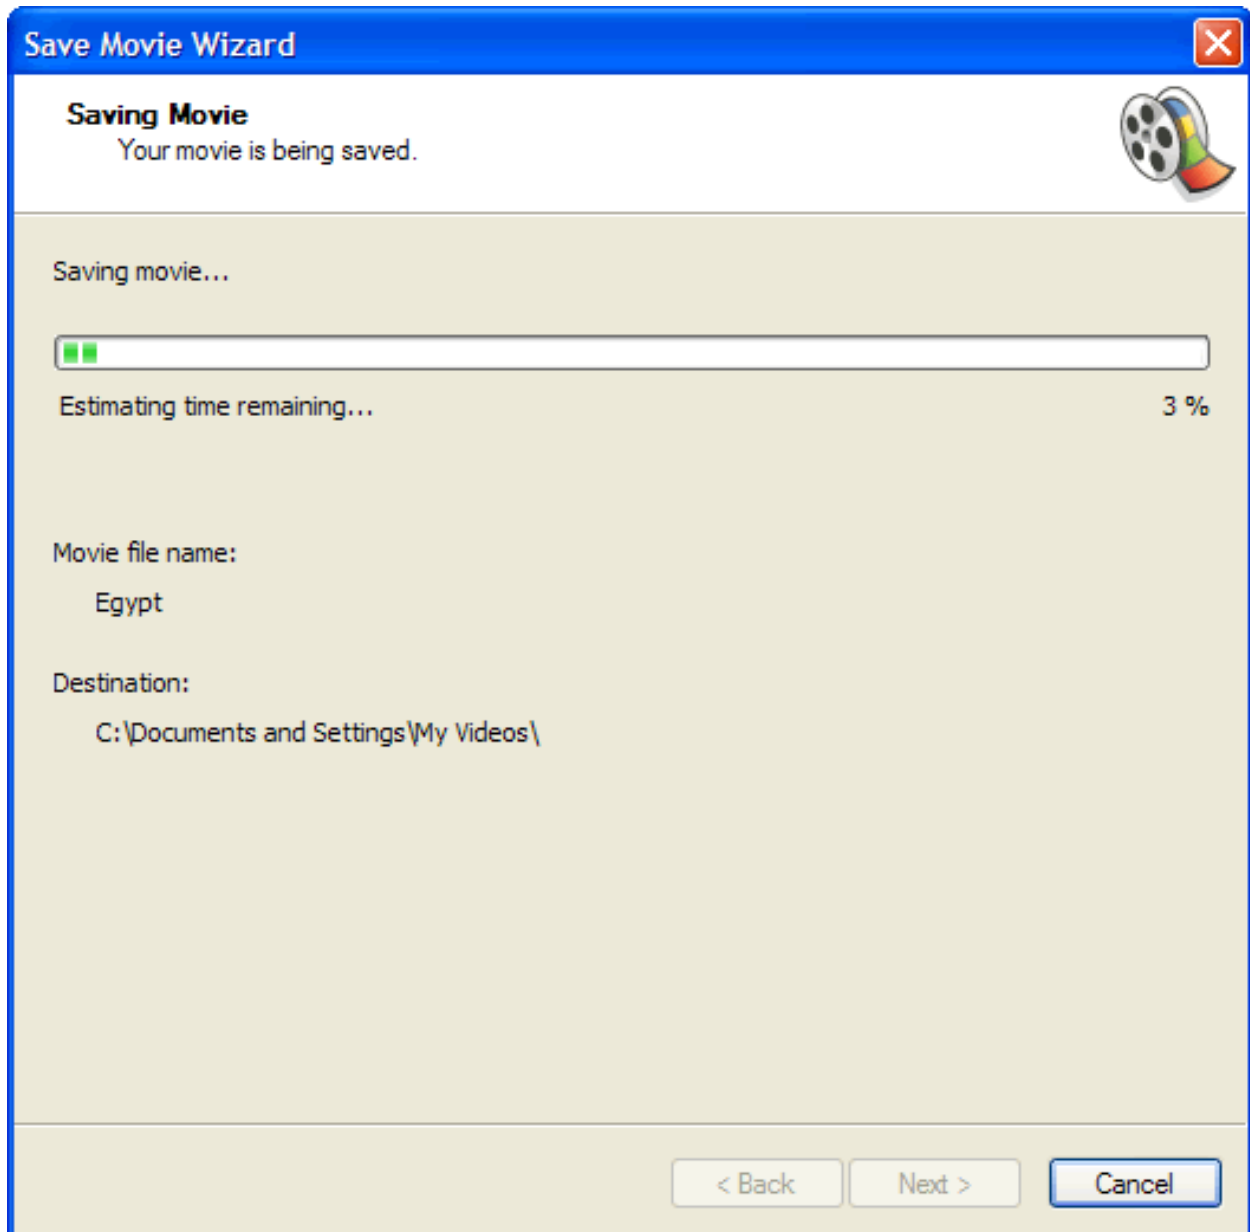 Save Movie Wizard
Saving Movie
Your movie is being saved.
Saving movie...
Estimating time remaining... 3 %
Movie file name:
Egypt
Destination:
C:\Documents and Settings\My Videos\
< Back Next > Cancel